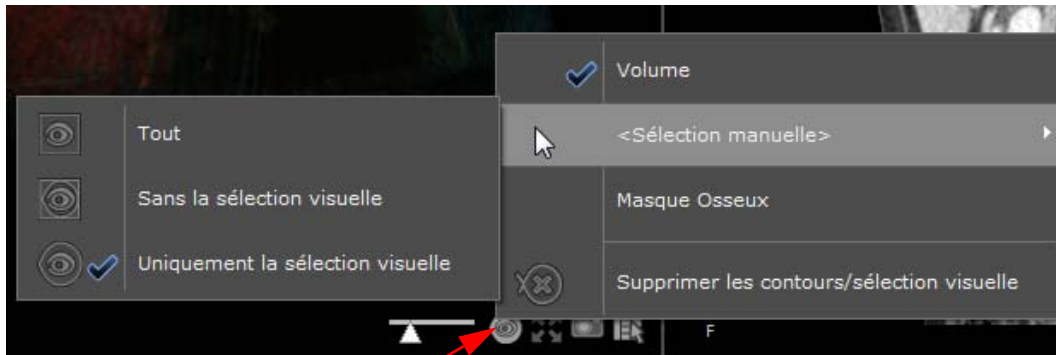 Volume
<Sélection manuelle>
Masque Osseux
Supprimer les contours/sélection visuelle
Tout
Sans la sélection visuelle
Uniquement la sélection visuelle
F